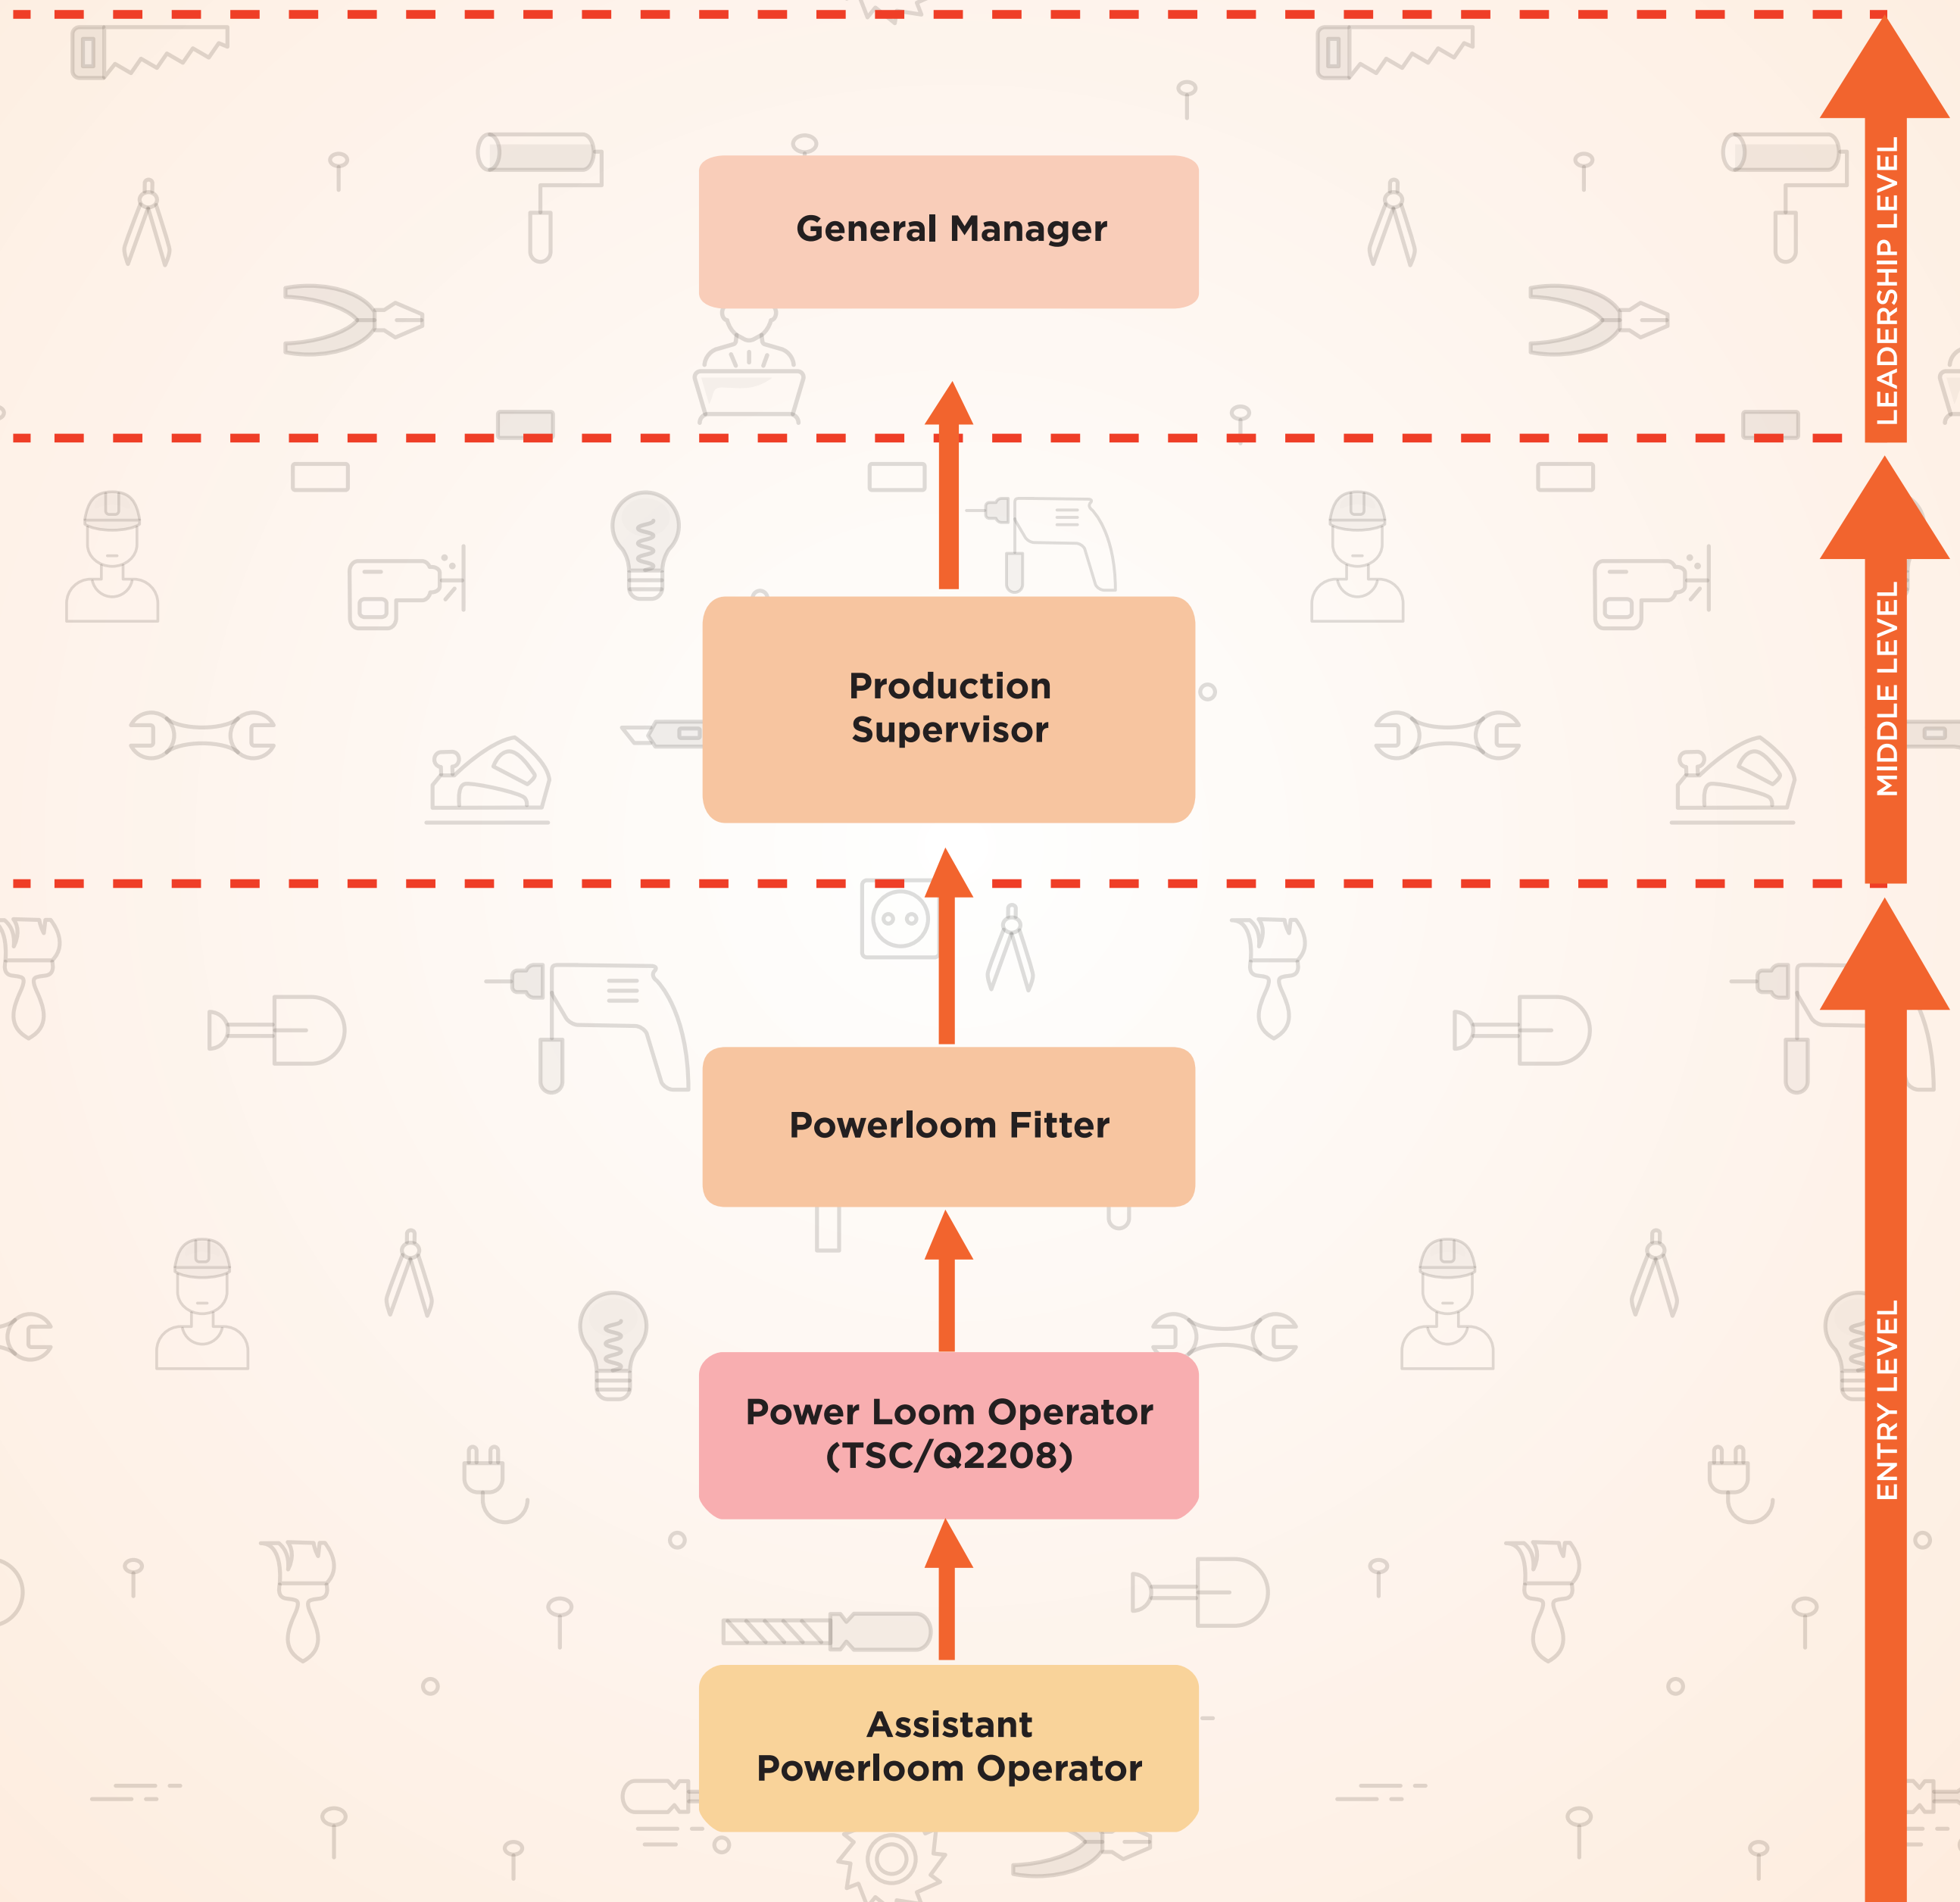 General Manager
LEADERSHIP LEVEL
Production
Supervisor
MIDDLE LEVEL
Powerloom Fitter
Power Loom Operator
(TSC/Q2208)
ENTRY LEVEL
Assistant
Powerloom Operator